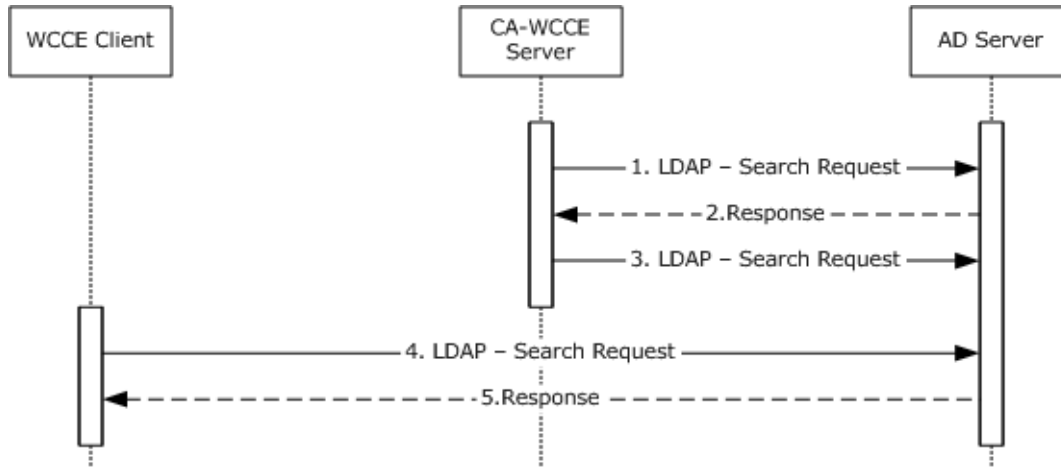 WCCE Client
CA-WCCE
Server
AD Server
1. LDAP – Search Request
2.Response
3. LDAP – Search Request
4. LDAP – Search Request
5.Response